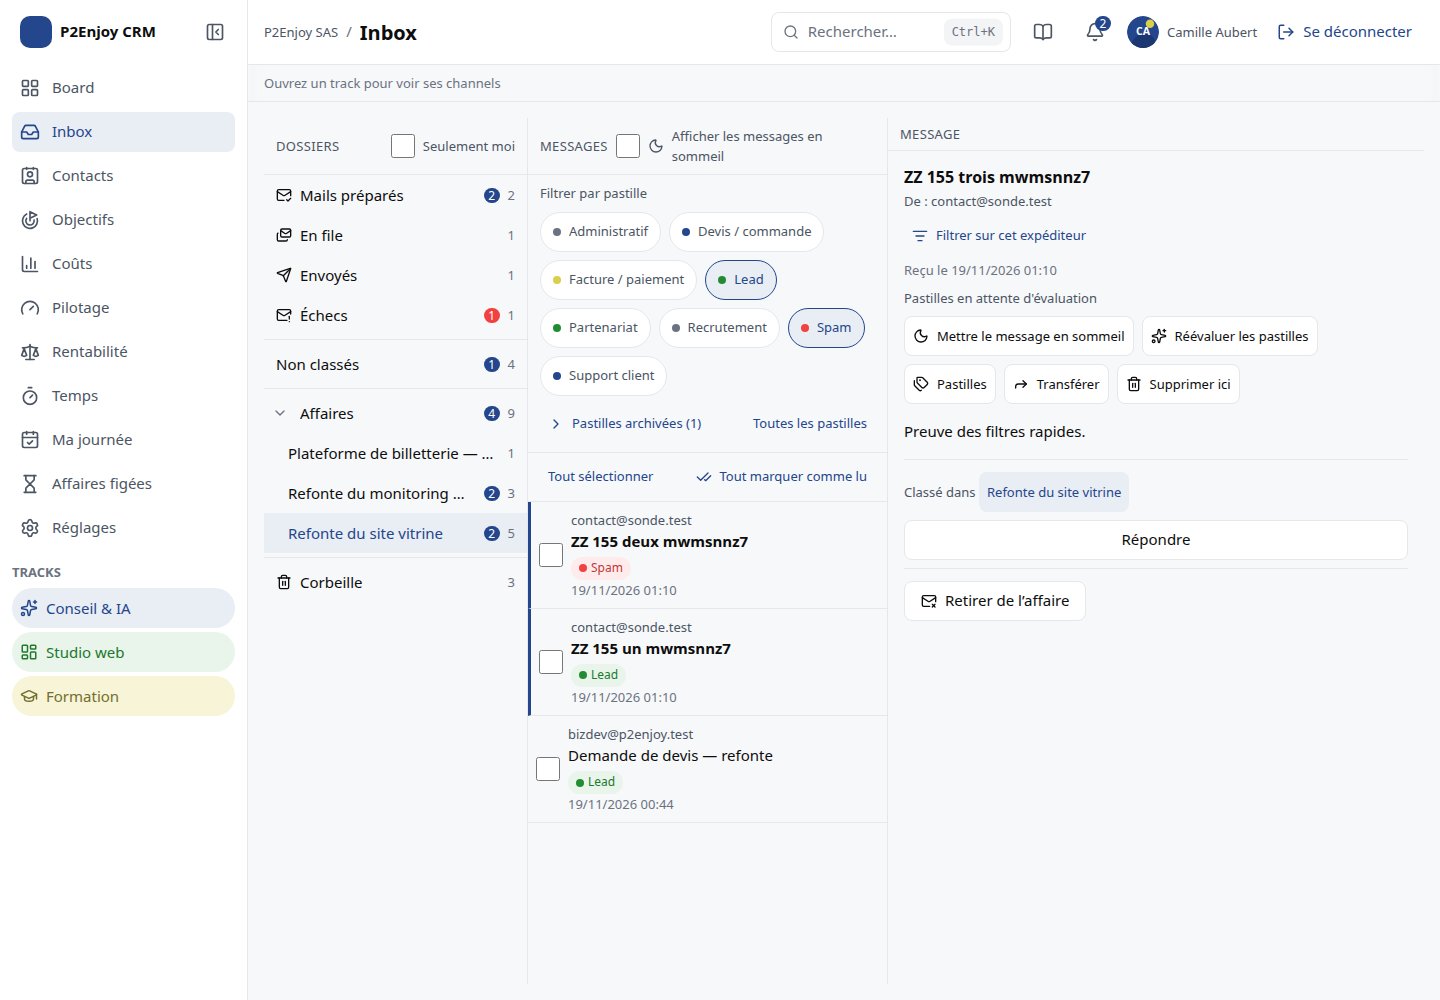 P2Enjoy CRM
Board
Inbox
Contacts
Objectifs
Coûts
Pilotage
Rentabilité
Temps
Ma journée
Affaires figées
Réglages
TRACKS
Conseil & IA
Studio web
Formation
P2Enjoy SAS / Inbox
Rechercher...
Ctrl+K
2
CA
Camille Aubert
Se déconnecter
Ouvrez un track pour voir ses channels
DOSSIERS
Seulement moi
Mails préparés 2 2
En file 1
Envoyés 1
Échecs 1 1
Non classés 1 4
Affaires 4 9
Plateforme de billetterie — ... 1
Refonte du monitoring ... 2 3
Refonte du site vitrine 2 5
Corbeille 3
MESSAGES
Afficher les messages en
sommeil
Filtrer par pastille
Administratif
Devis / commande
Facture / paiement
Lead
Partenariat
Recrutement
Spam
Support client
Pastilles archivées (1)
Toutes les pastilles
Tout sélectionner
Tout marquer comme lu
contact@sonde.test
ZZ 155 deux mwmsnnz7
Spam
19/11/2026 01:10
contact@sonde.test
ZZ 155 un mwmsnnz7
Lead
19/11/2026 01:10
bizdev@p2enjoy.test
Demande de devis — refonte
Lead
19/11/2026 00:44
MESSAGE
ZZ 155 trois mwmsnnz7
De : contact@sonde.test
Filtrer sur cet expéditeur
Reçu le 19/11/2026 01:10
Pastilles en attente d'évaluation
Mettre le message en sommeil
Réévaluer les pastilles
Pastilles
Transférer
Supprimer ici
Preuve des filtres rapides.
Classé dans Refonte du site vitrine
Répondre
Retirer de l’affaire